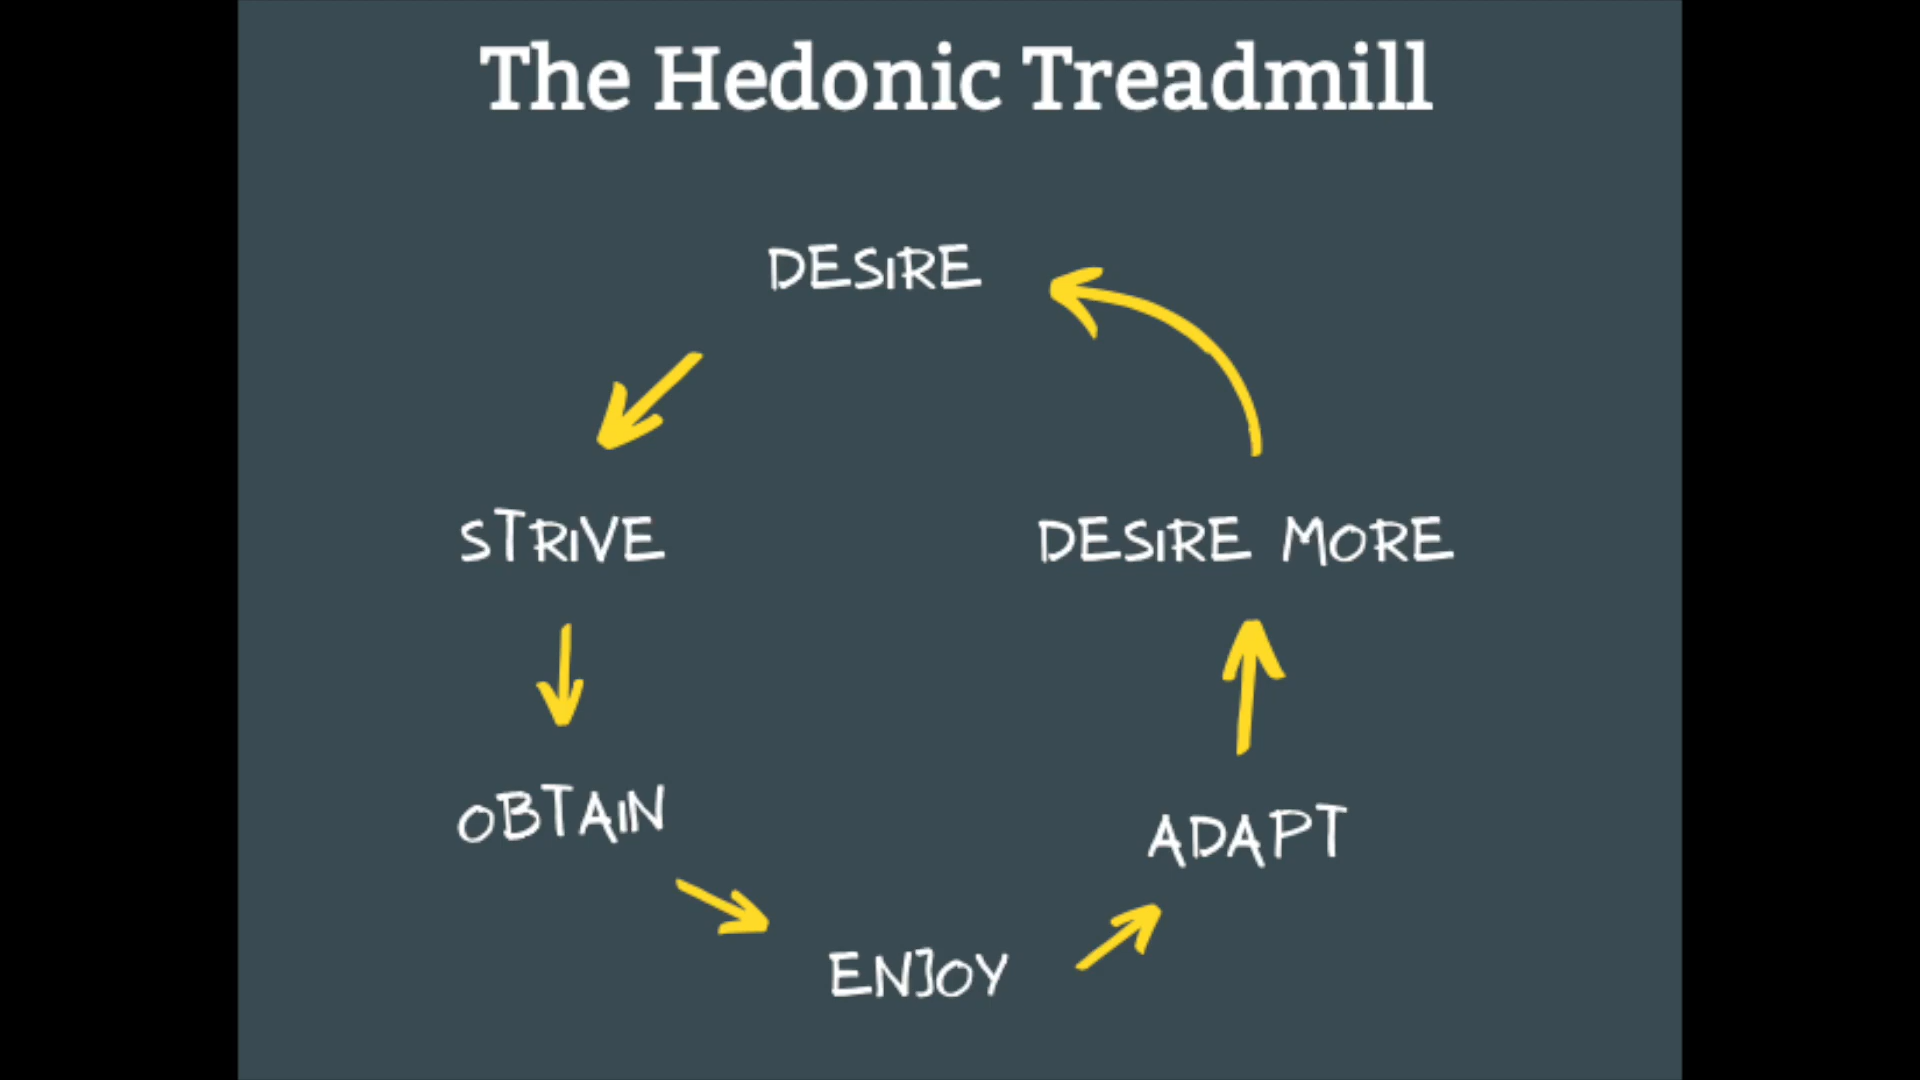 The Hedonic Treadmill
DESIRE
STRIVE
OBTAIN
ENJOY
ADAPT
DESIRE MORE